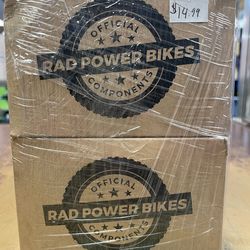 $14.99
OFFICIAL
RAD POWER BIKES
COMPONENTS
OFFICIAL
RAD POWER BIKES
COMPONENTS